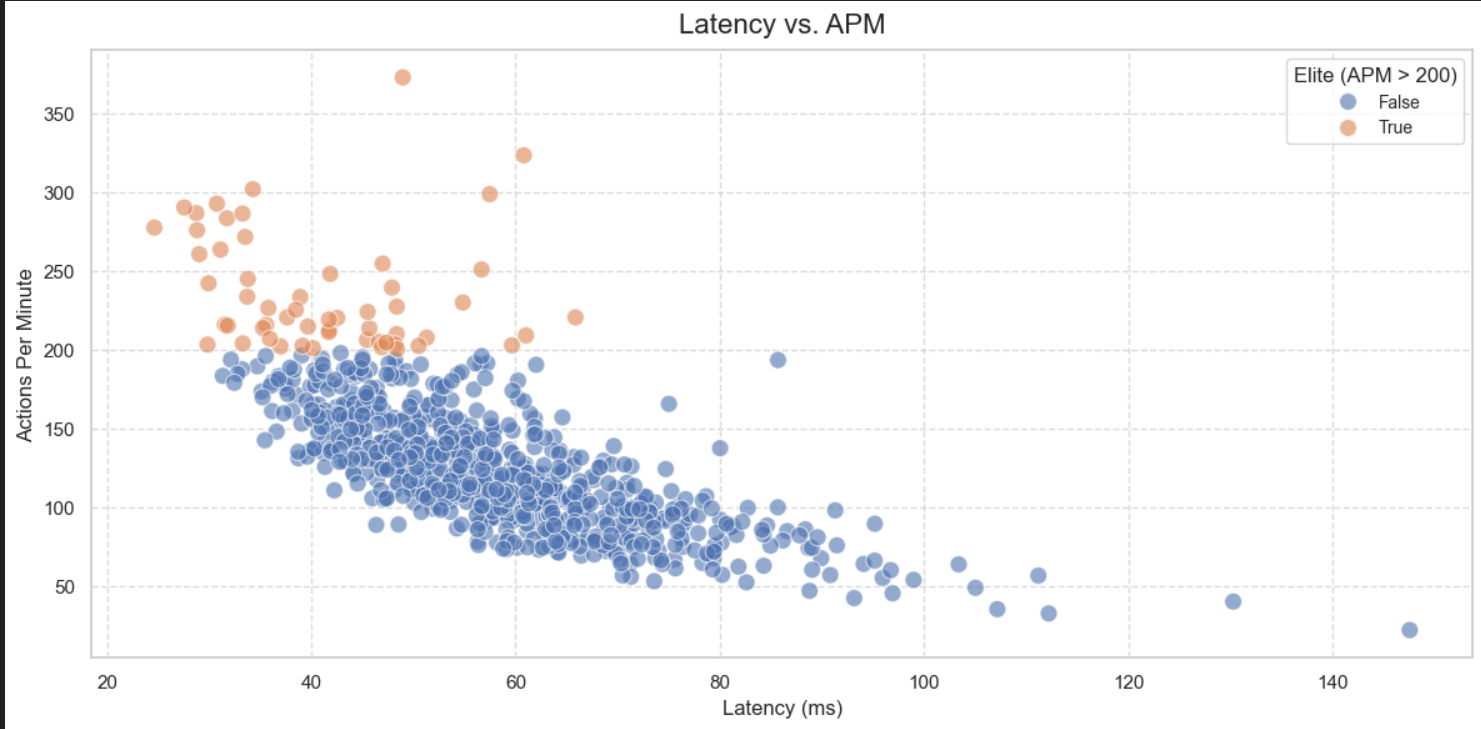 Latency vs. APM
Elite (APM > 200)
False
True
350
300
250
200
150
100
50
Actions Per Minute
20 40 60 80 100 120 140
Latency (ms)